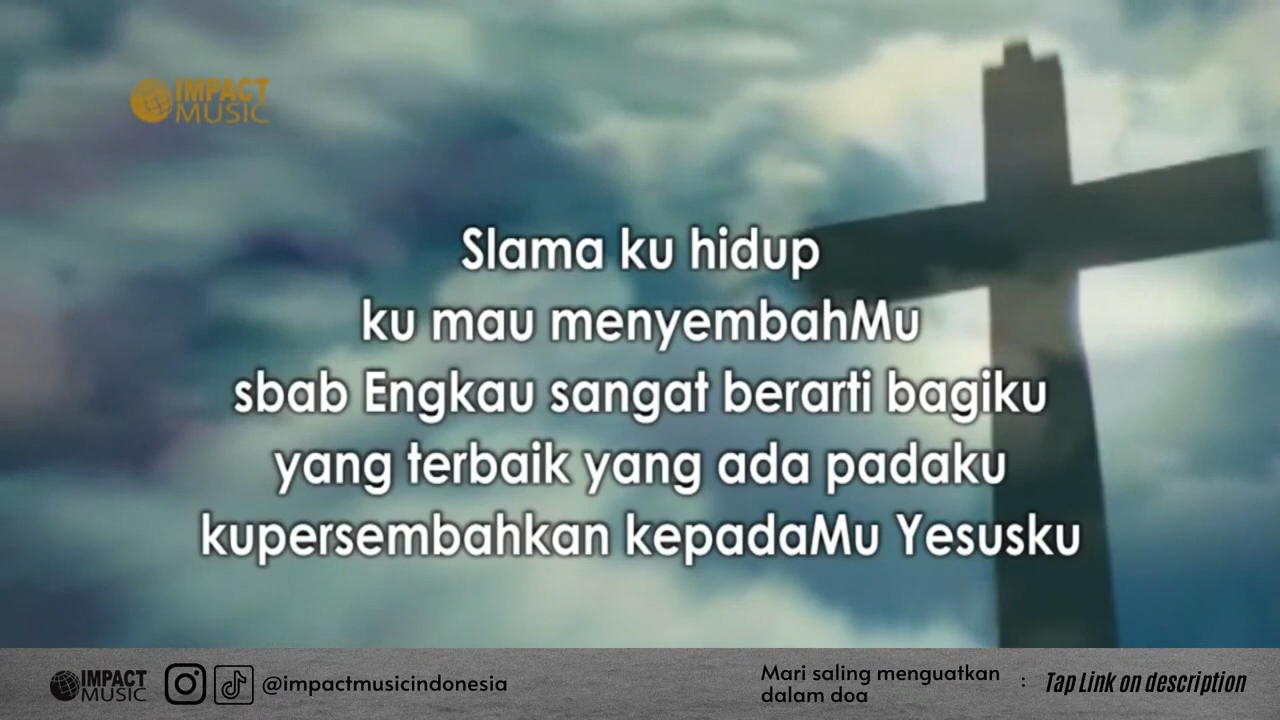 IMPACT
MUSIC
Slama ku hidup
ku mau menyembahMu
sbab Engkau sangat berarti bagiku
yang terbaik yang ada padaku
kupersembahkan kepadaMu Yesusku
IMPACT
MUSIC
@impactmusicindonesia
Mari saling menguatkan
dalam doa
: Tap Link on description